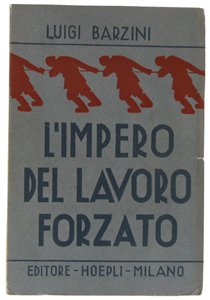 LUIGI BARZINI
L'IMPERO
DEL LAVORO
FORZATO
EDITORE-HOEPLI-MILANO